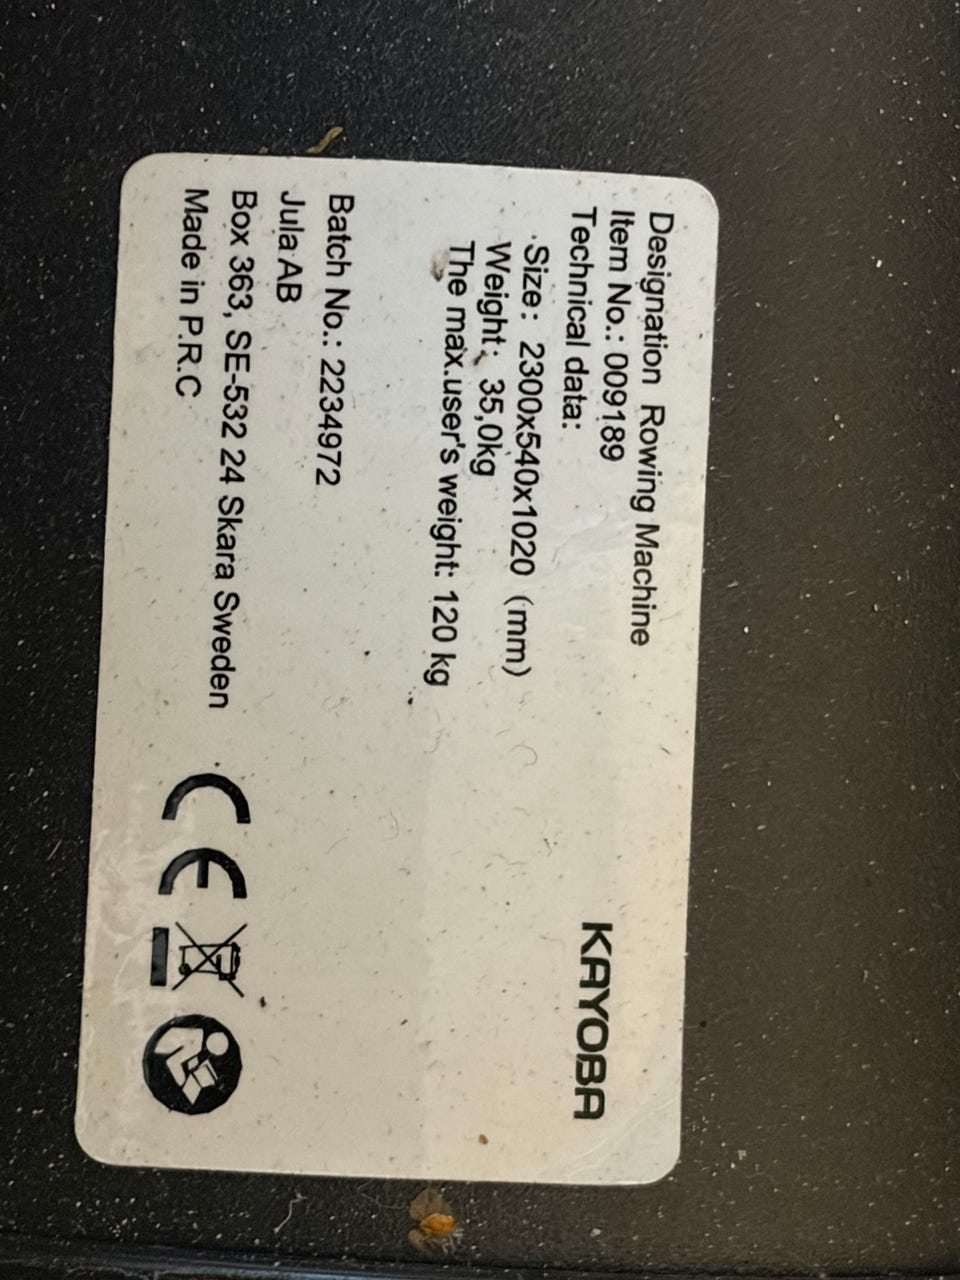 KAYOBA
Designation Rowing Machine
Item No.: 009189
Technical data:
Size: 2300x540x1020 (mm)
Weight: 35,0kg
The max.user's weight: 120 kg
Batch No.: 2234972
Jula AB
Box 363, SE-532 24 Skara Sweden
Made in P.R.C
CE